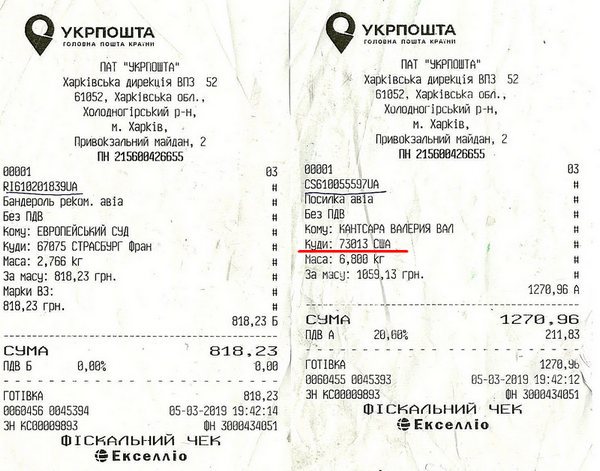 УКРПОШТА
ГОЛОВНА ПОШТА КРАЇНИ
ПАТ "УКРПОШТА"
Харківська дирекція ВПЗ 52
61052, Харківська обл.,
Холодногірський р-н,
м. Харків,
Привокзальний майдан, 2
ПН 215600426655
00001 03
RI610201839UA #
Бандероль реком. авіа #
Без ПДВ #
Кому: ЕВРОПЕЙСЬКИЙ СУД #
Куди: 67075 СТРАСБУРГ Фран #
Маса: 2,766 кг #
За масу: 818,23 грн. #
Марки ВЗ: #
818,23 грн. #
818,23 Б
СУМА 818,23
ПДВ Б 0,00% 0,00
ГОТІВКА 818,23
0060456 0045394 05-03-2019 19:42:14
ЗН КС00009893 ФН 3000434051
ФІСКАЛЬНИЙ ЧЕК
Екселліо
УКРПОШТА
ГОЛОВНА ПОШТА КРАЇНИ
ПАТ "УКРПОШТА"
Харківська дирекція ВПЗ 52
61052, Харківська обл.,
Холодногірський р-н,
м. Харків,
Привокзальний майдан, 2
ПН 215600426655
00001 03
CS610055597UA #
Посилка авіа #
Без ПДВ #
Кому: КАНТСАРА ВАЛЕРИЯ ВАЛ #
Куди: 73013 США #
Маса: 6,800 кг #
За масу: 1059,13 грн. #
1270,96 А
СУМА 1270,96
ПДВ А 20,00% 211,83
ГОТІВКА 1270,96
0060455 0045393 05-03-2019 19:42:12
ЗН КС00009893 ФН 3000434051
ФІСКАЛЬНИЙ ЧЕК
Екселліо